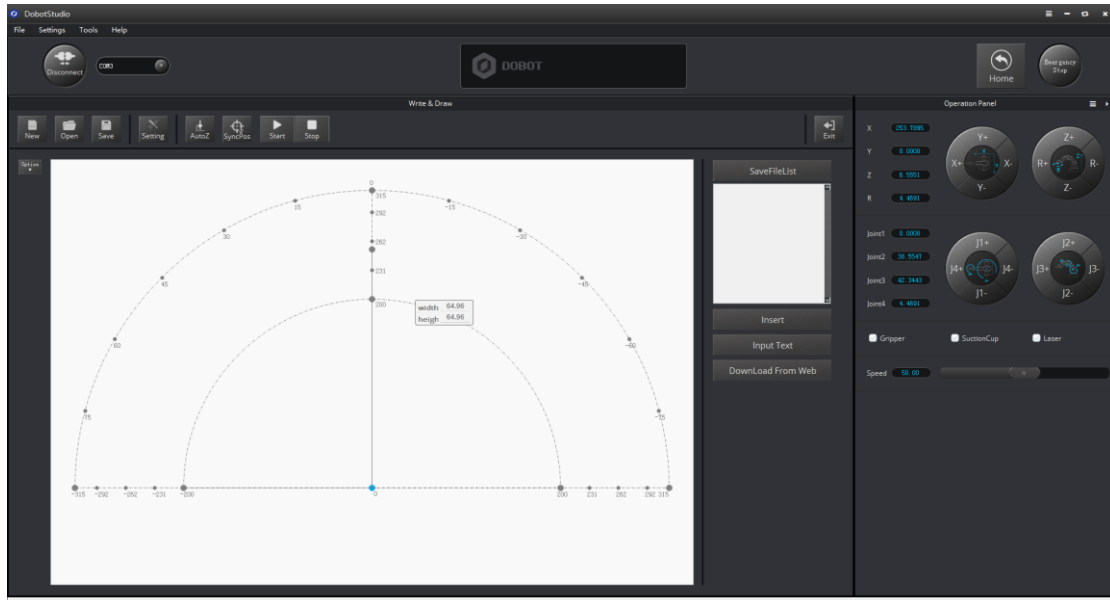 DobotStudio
File Settings Tools Help
Disconnect COM3 DOBOT Home Emergency Stop
Write & Draw
Operation Panel
New Open Save Setting AutoZ SyncPos Start Stop Exit
Option
0
315
15 -15
292
30 -30
262
231
45 -45
200
width 64.96
heigh 64.96
60 -60
75 -75
-315 -292 -262 -231 -200 0 200 231 262 292 315
SaveFileList
Insert
Input Text
DownLoad From Web
X 253.7895
Y 0.0000
Z 6.5551
R 4.4891
Y+
X+ X-
Y-
Z+
R+ R-
Z-
Joint1 0.0000
Joint2 30.5547
Joint3 42.3443
Joint4 4.4891
J1+
J4+ J4-
J1-
J2+
J3+ J3-
J2-
Gripper SuctionCup Laser
Speed 50.00